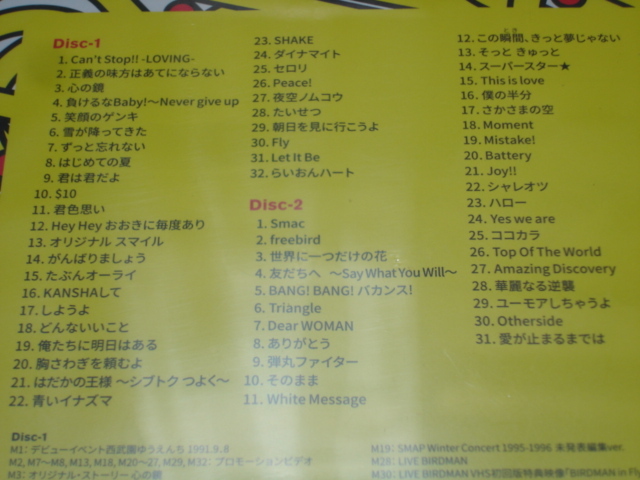 Disc-1
1. Can't Stop!! -LOVING-
2. 正義の味方はあてにならない
3. 心の鏡
4. 負けるなBaby!〜Never give up
5. 笑顔のゲンキ
6. 雪が降ってきた
7. ずっと忘れない
8. はじめての夏
9. 君は君だよ
10. $10
11. 君色思い
12. Hey Hey おおきに毎度あり
13. オリジナル スマイル
14. がんばりましょう
15. たぶんオーライ
16. KANSHAして
17. しようよ
18. どんないいこと
19. 俺たちに明日はある
20. 胸さわぎを頼むよ
21. はだかの王様 〜シブトク つよく〜
22. 青いイナズマ
23. SHAKE
24. ダイナマイト
25. セロリ
26. Peace!
27. 夜空ノムコウ
28. たいせつ
29. 朝日を見に行こうよ
30. Fly
31. Let It Be
32. らいおんハート
Disc-2
1. Smac
2. freebird
3. 世界に一つだけの花
4. 友だちへ 〜Say What You Will〜
5. BANG! BANG! バカンス!
6. Triangle
7. Dear WOMAN
8. ありがとう
9. 弾丸ファイター
10. そのまま
11. White Message
12. この瞬間、きっと夢じゃない
13. そっと きゅっと
14. スーパースター★
15. This is love
16. 僕の半分
17. さかさまの空
18. Moment
19. Mistake!
20. Battery
21. Joy!!
22. シャレオツ
23. ハロー
24. Yes we are
25. ココカラ
26. Top Of The World
27. Amazing Discovery
28. 華麗なる逆襲
29. ユーモアしちゃうよ
30. Otherside
31. 愛が止まるまでは
Disc-1
M1: デビューイベント西武園ゆうえんち 1991.9.8
M2, M7〜M8, M13, M18, M20〜27, M29, M32: プロモーションビデオ
M3: オリジナル・ストーリー 心の鏡
M19: SMAP Winter Concert 1995-1996 未発表編集ver.
M28: LIVE BIRDMAN
M30: LIVE BIRDMAN VHS初回版特典映像「BIRDMAN in